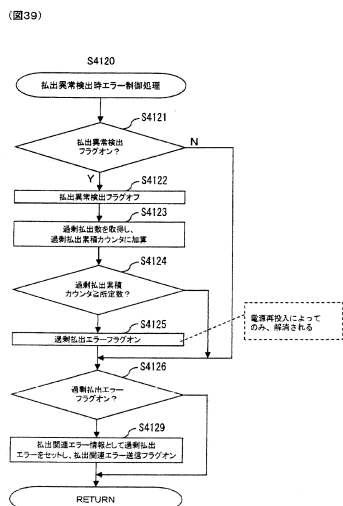 (図39)
S4120
払出異常検出時エラー制御処理
S4121
払出異常検出
フラグオン?
N
Y
S4122
払出異常検出フラグオフ
S4123
過剰払出数を取得し、
過剰払出累積カウンタに加算
S4124
過剰払出累積
カウンタ≧所定数?
電源再投入によって
のみ、解消される
S4125
過剰払出エラーフラグオン
S4126
過剰払出エラー
フラグオン?
S4129
払出関連エラー情報として過剰払出
エラーをセットし、払出関連エラー送信フラグオン
RETURN